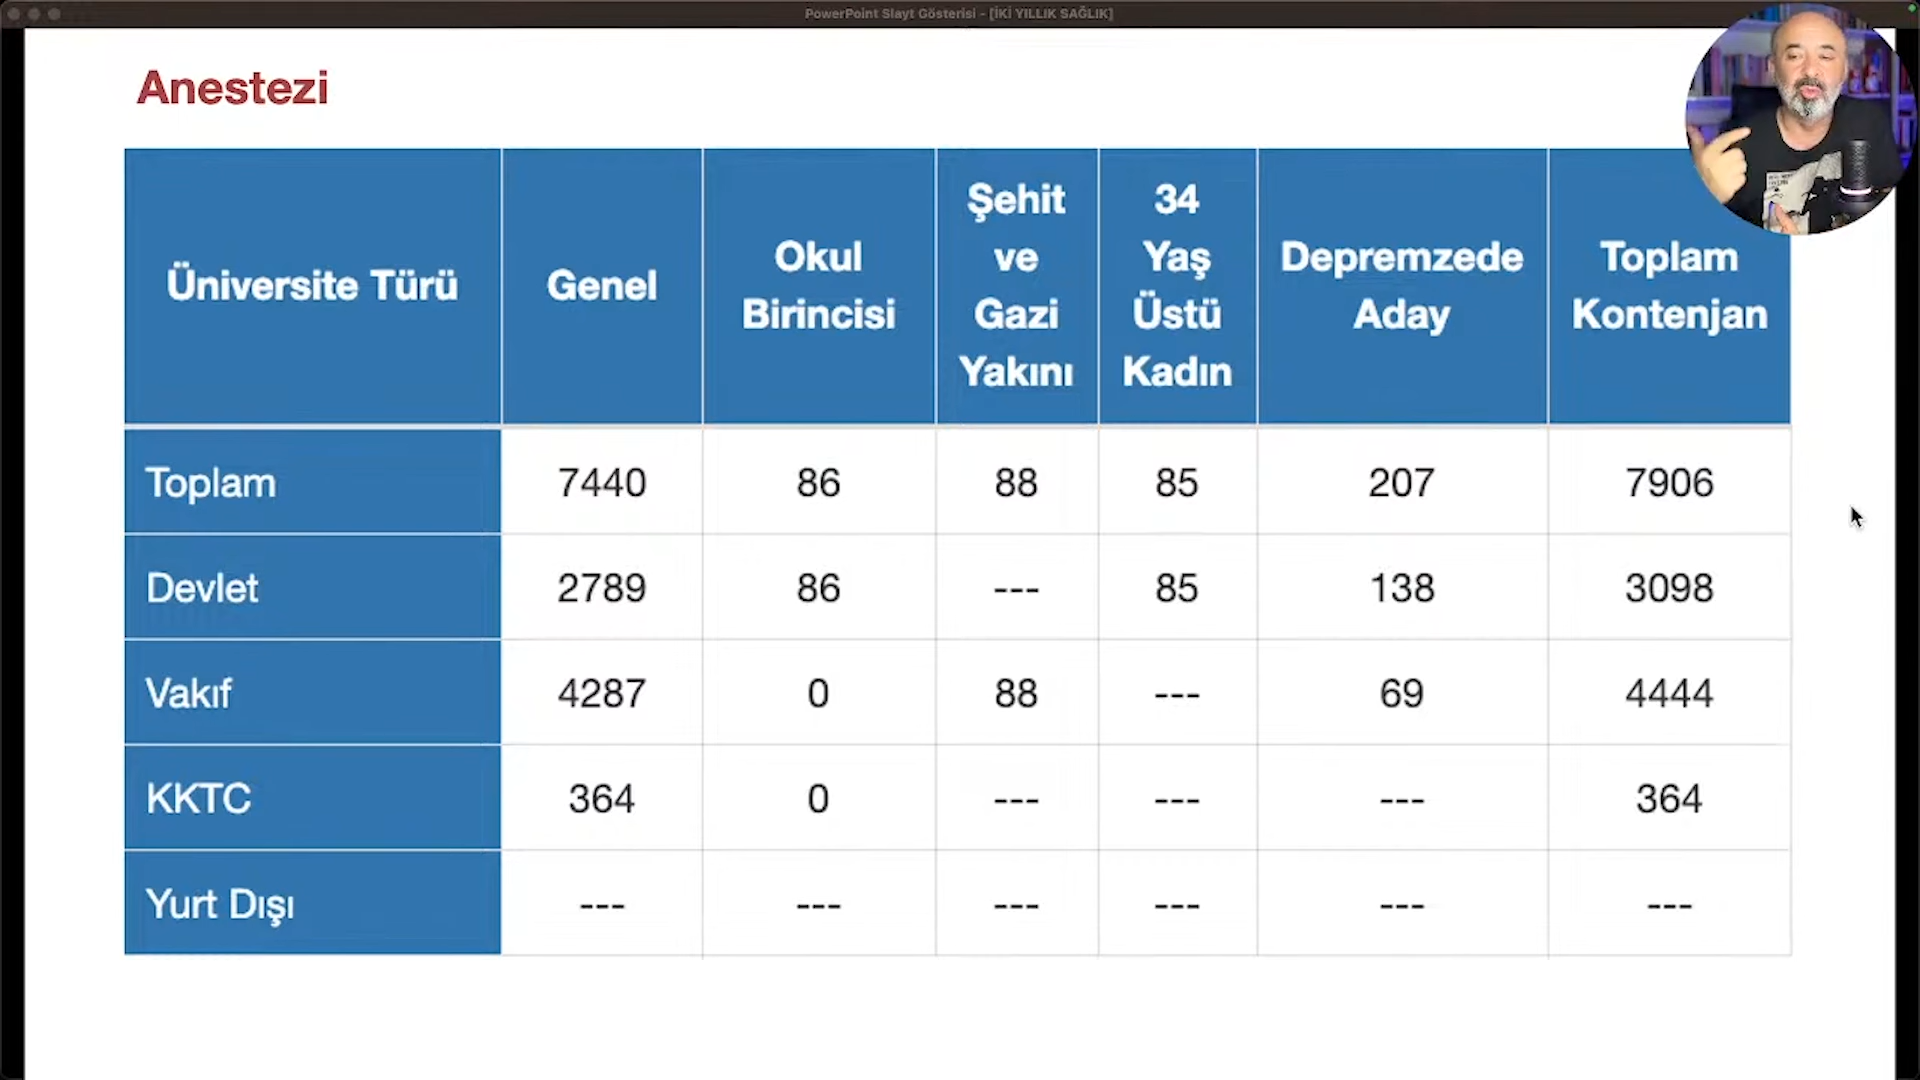 PowerPoint Slayt Gösterisi - [İKİ YILLIK SAĞLIK]
Anestezi
Üniversite Türü Genel Okul Birincisi Şehit ve Gazi Yakını 34 Yaş Üstü Kadın Depremzede Aday Toplam Kontenjan
Toplam 7440 86 88 85 207 7906
Devlet 2789 86 --- 85 138 3098
Vakıf 4287 0 88 --- 69 4444
KKTC 364 0 --- --- --- 364
Yurt Dışı --- --- --- --- --- ---